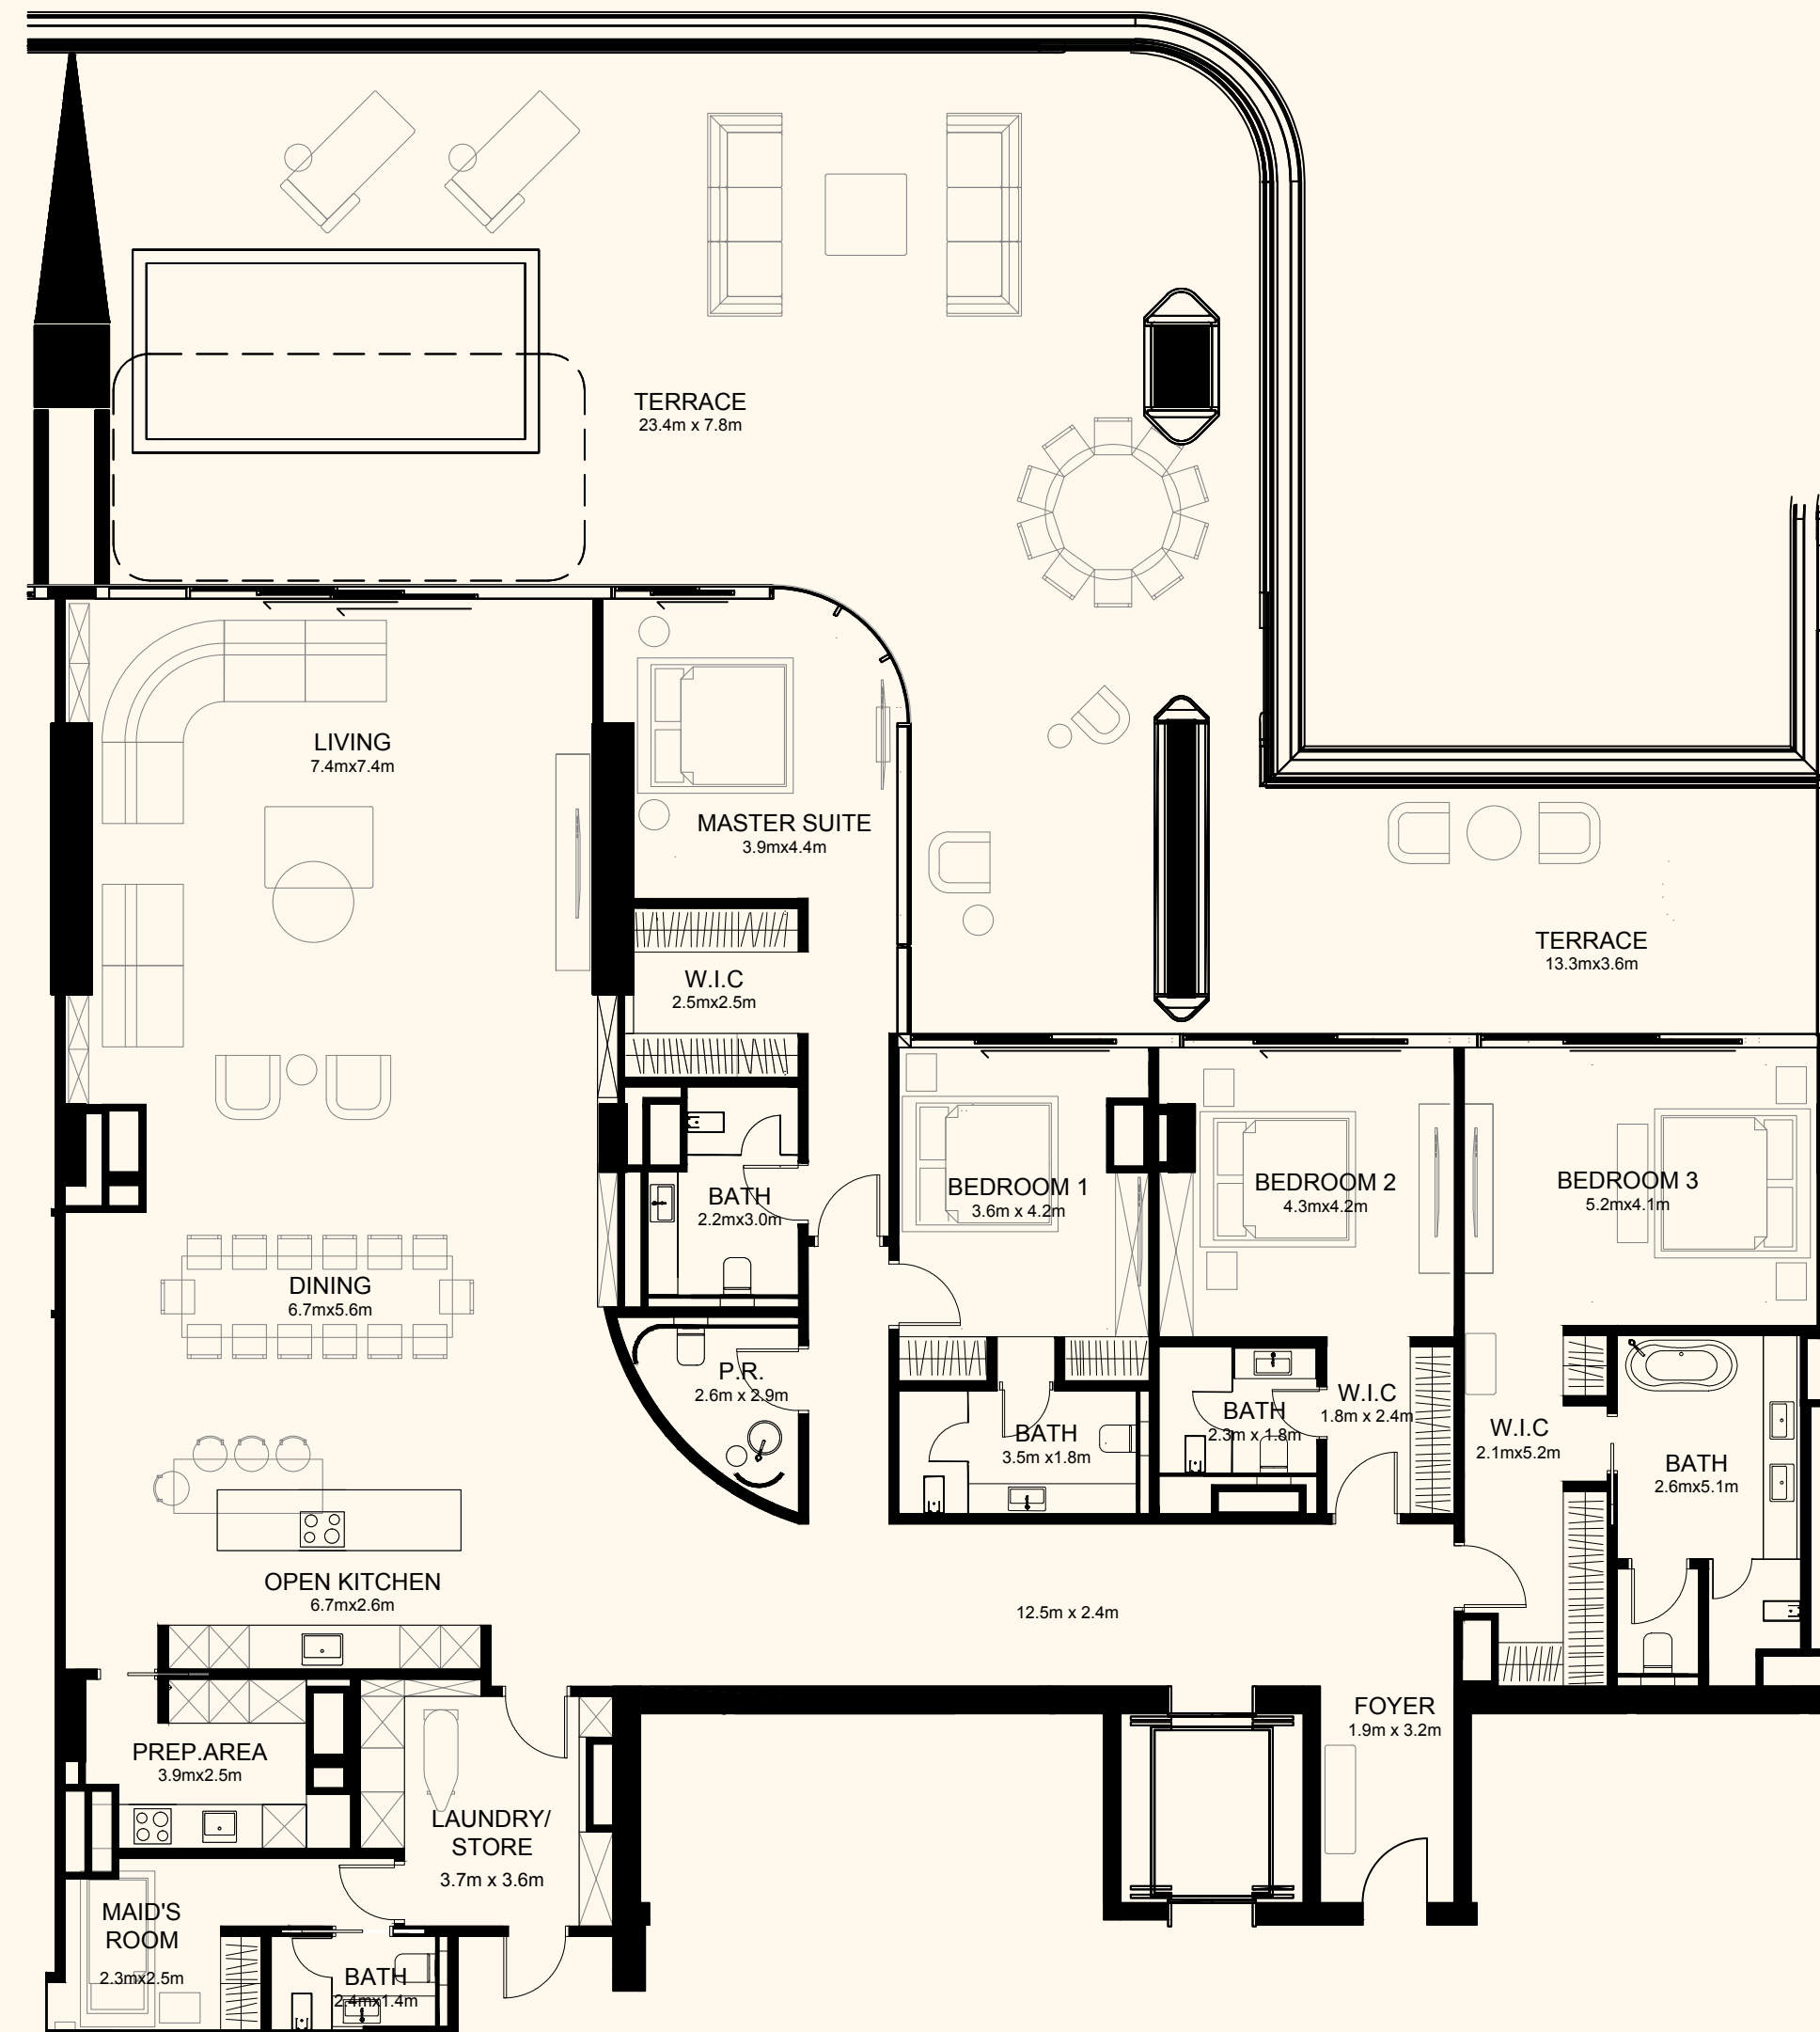 TERRACE
23.4m x 7.8m
LIVING
7.4mx7.4m
MASTER SUITE
3.9mx4.4m
TERRACE
13.3mx3.6m
W.I.C
2.5mx2.5m
BATH
2.2mx3.0m
BEDROOM 1
3.6m x 4.2m
BEDROOM 2
4.3mx4.2m
BEDROOM 3
5.2mx4.1m
DINING
6.7mx5.6m
P.R.
2.6m x 2.9m
BATH
3.5m x1.8m
BATH
2.3m x 1.8m
W.I.C
1.8m x 2.4m
W.I.C
2.1mx5.2m
BATH
2.6mx5.1m
OPEN KITCHEN
6.7mx2.6m
12.5m x 2.4m
FOYER
1.9m x 3.2m
PREP.AREA
3.9mx2.5m
LAUNDRY/
STORE
3.7m x 3.6m
MAID'S
ROOM
2.3mx2.5m
BATH
2.4mx1.4m